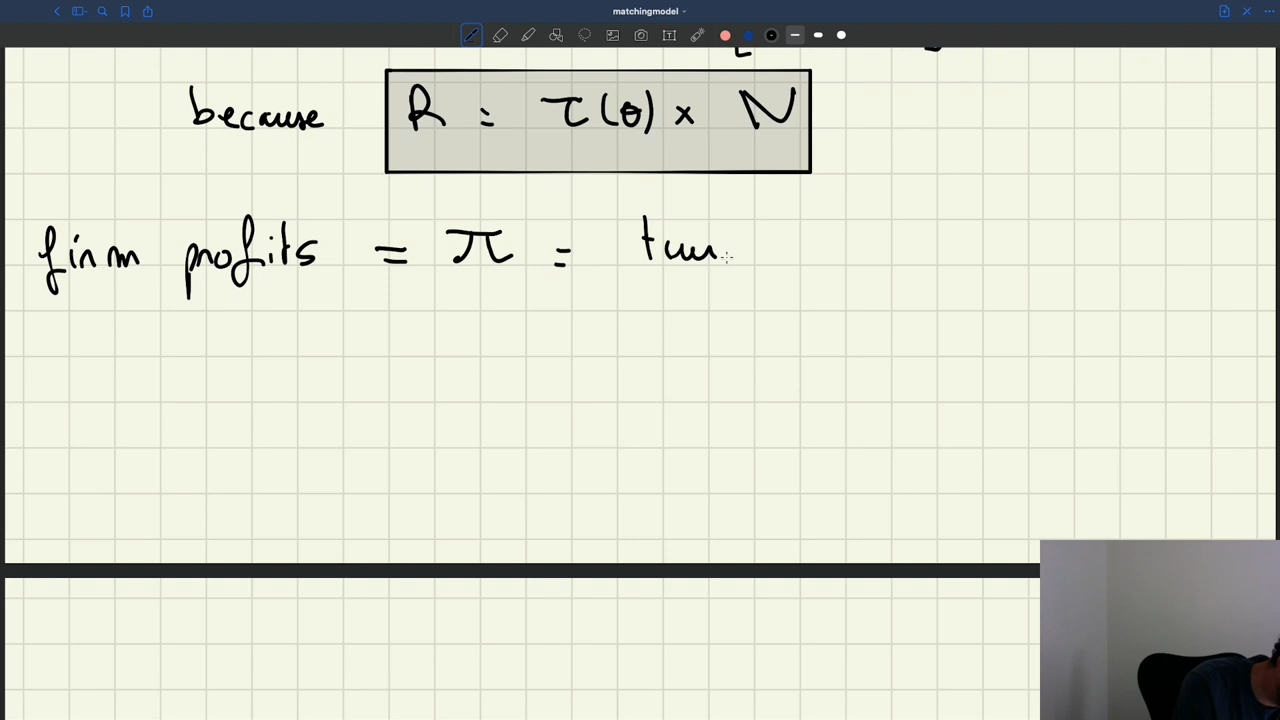 matchingmodel
because R = τ(θ) × N
firm profits = π =